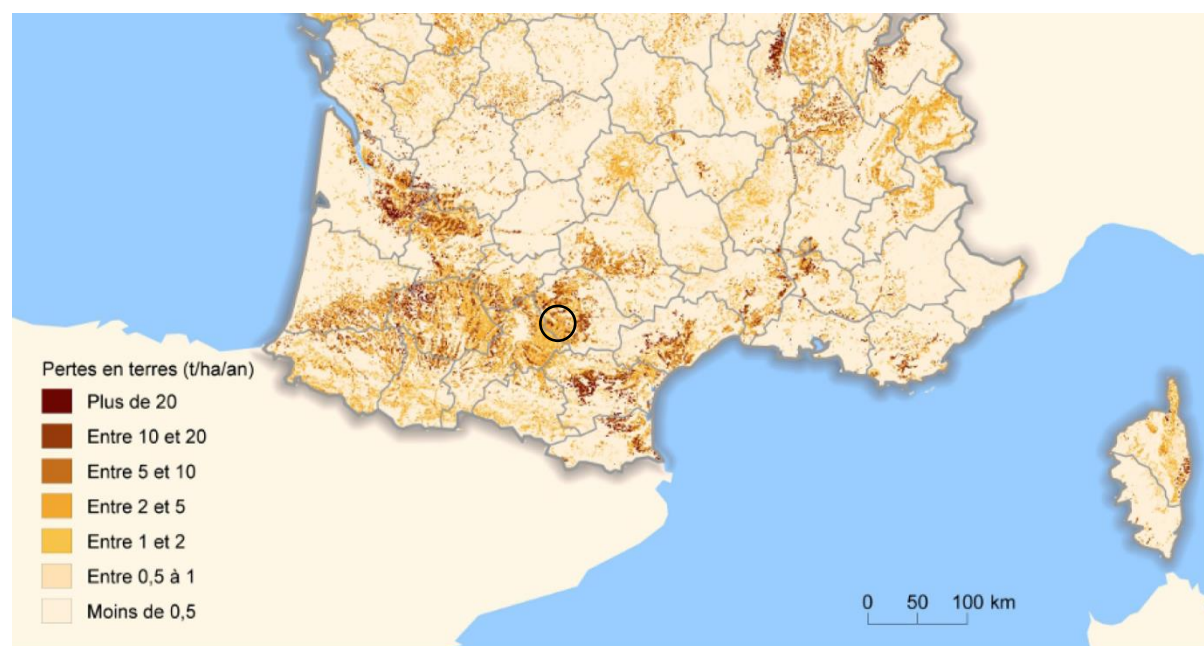 Pertes en terres (t/ha/an)
Plus de 20
Entre 10 et 20
Entre 5 et 10
Entre 2 et 5
Entre 1 et 2
Entre 0,5 à 1
Moins de 0,5
0 50 100 km